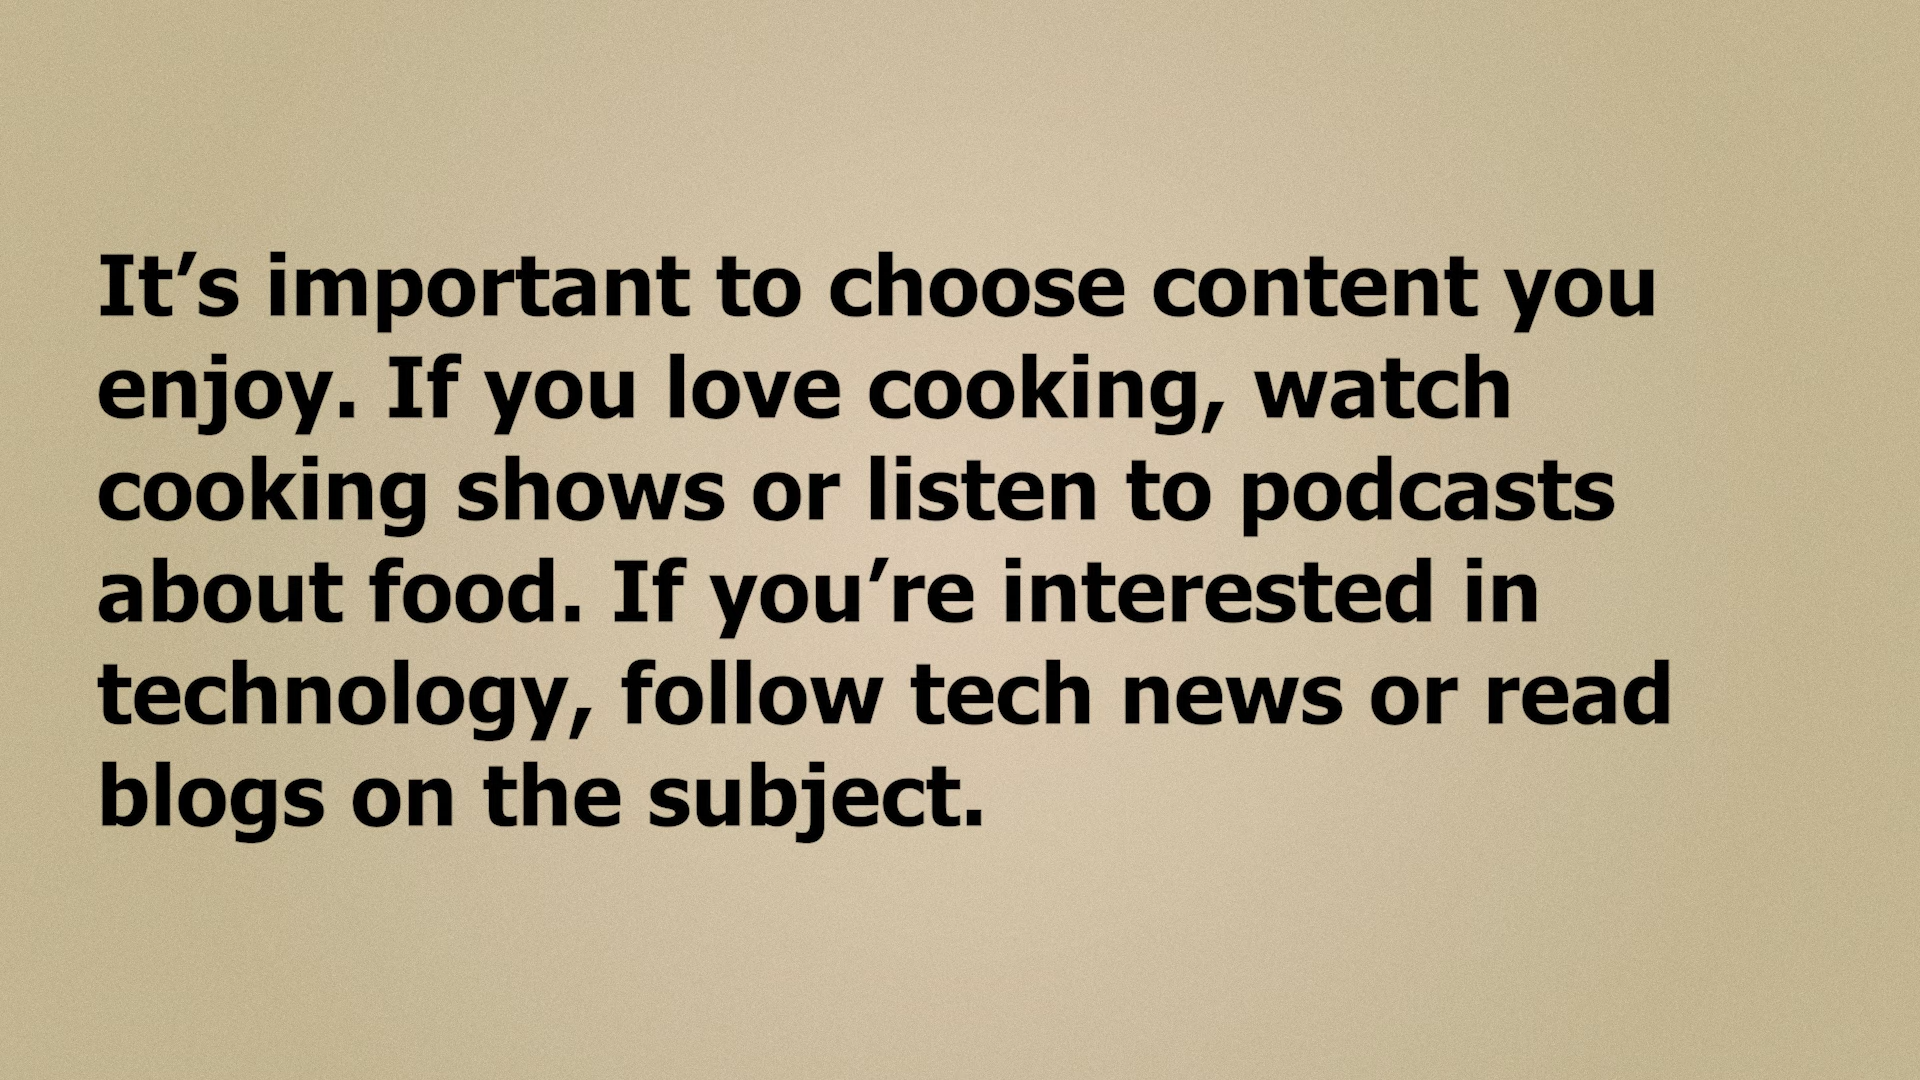 It’s important to choose content you
enjoy. If you love cooking, watch
cooking shows or listen to podcasts
about food. If you’re interested in
technology, follow tech news or read
blogs on the subject.